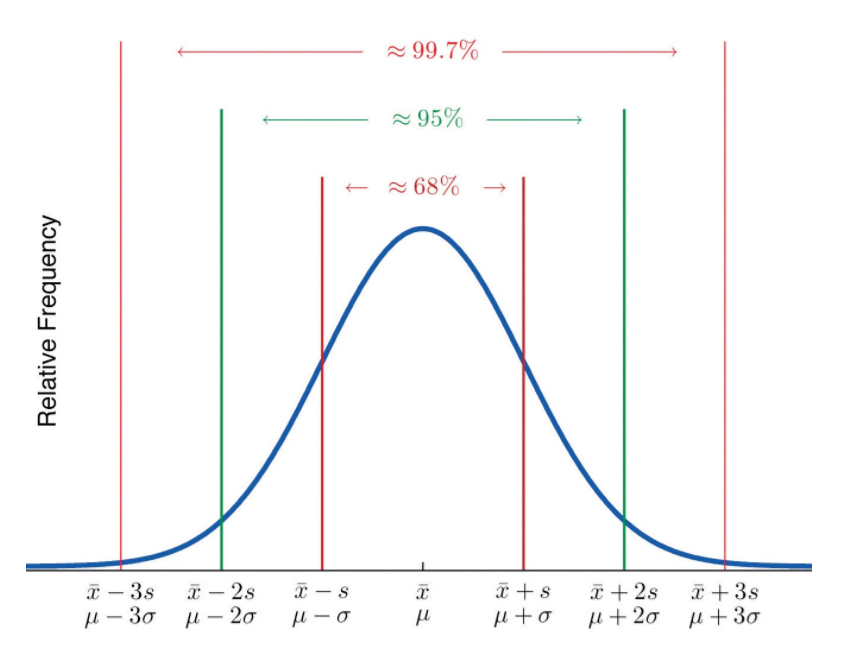 ≈ 99.7%
≈ 95%
≈ 68%
Relative Frequency
x̄ − 3s x̄ − 2s x̄ − s x̄ x̄ + s x̄ + 2s x̄ + 3s
μ − 3σ μ − 2σ μ − σ μ μ + σ μ + 2σ μ + 3σ